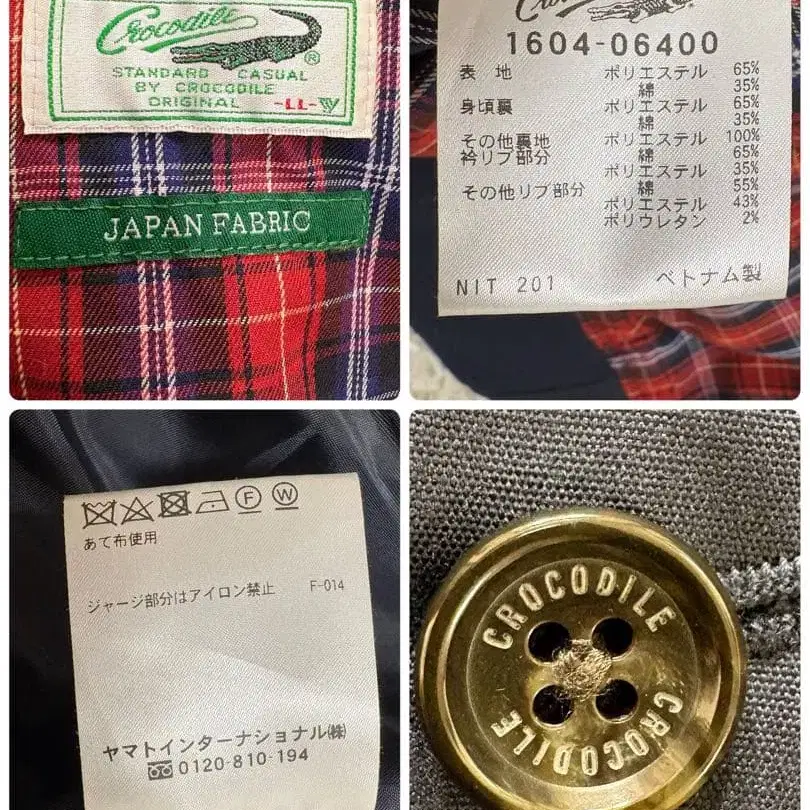 Crocodile
®
STANDARD CASUAL
BY CROCODILE
ORIGINAL -LL-
JAPAN FABRIC
1604-06400
表 地 ポリエステル 65%
綿 35%
身頃裏 ポリエステル 65%
綿 35%
その他裏地 ポリエステル 100%
衿リブ部分 綿 65%
ポリエステル 35%
その他リブ部分 綿 55%
ポリエステル 43%
ポリウレタン 2%
NIT 201 ベトナム製
F W
あて布使用
ジャージ部分はアイロン禁止 F-014
ヤマトインターナショナル㈱
0120-810-194
CROCODILE
CROCODILE